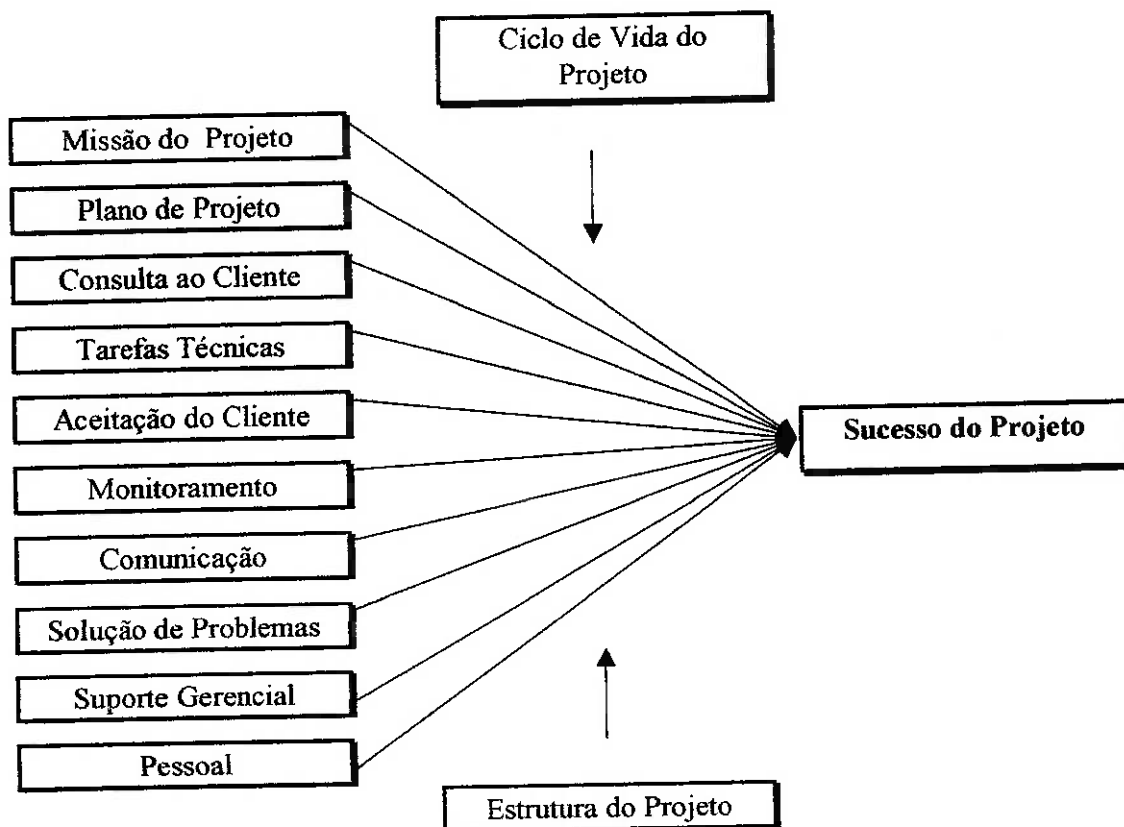 Ciclo de Vida do
Projeto
Missão do Projeto
Plano de Projeto
Consulta ao Cliente
Tarefas Técnicas
Aceitação do Cliente
Monitoramento
Comunicação
Solução de Problemas
Suporte Gerencial
Pessoal
Sucesso do Projeto
Estrutura do Projeto